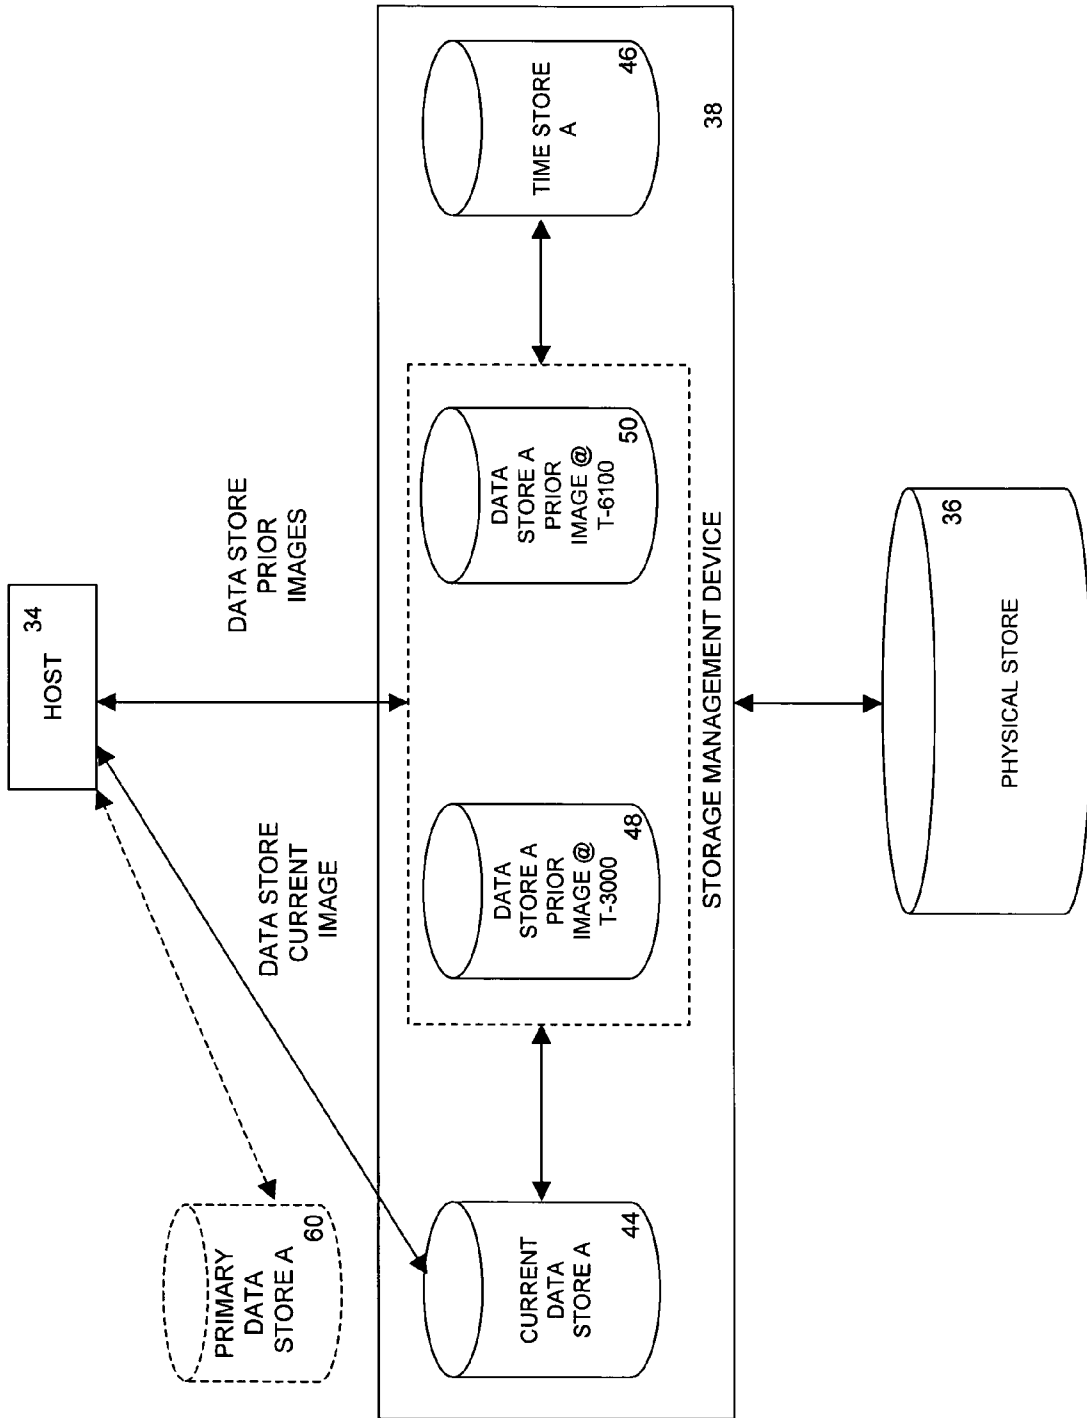 34
HOST
DATA STORE
PRIOR
IMAGES
DATA STORE
CURRENT
IMAGE
PRIMARY
DATA
STORE A
60
CURRENT
DATA
STORE A
44
DATA
STORE A
PRIOR
IMAGE @
T-3000
48
DATA
STORE A
PRIOR
IMAGE @
T-6100
50
TIME STORE
A
46
STORAGE MANAGEMENT DEVICE
38
36
PHYSICAL STORE